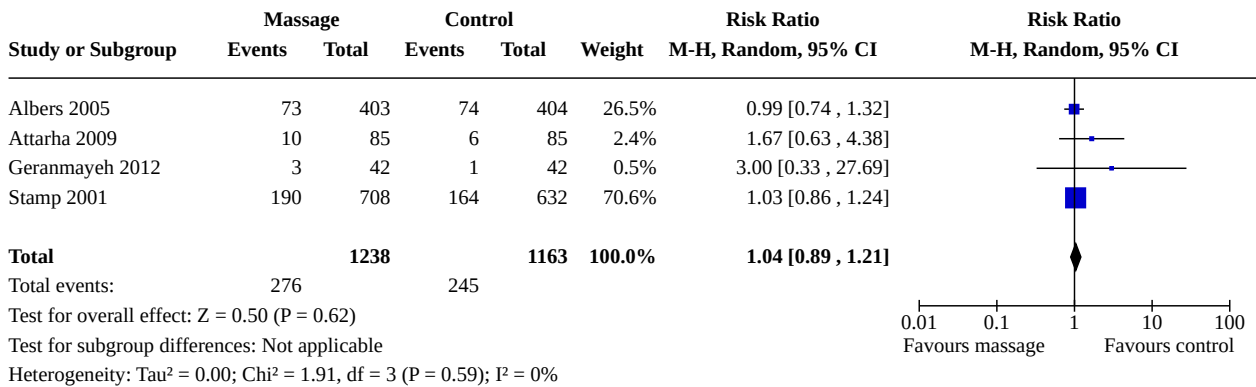 Massage Control Risk Ratio Risk Ratio
Study or Subgroup Events Total Events Total Weight M-H, Random, 95% CI M-H, Random, 95% CI
Albers 2005 73 403 74 404 26.5% 0.99 [0.74 , 1.32]
Attarha 2009 10 85 6 85 2.4% 1.67 [0.63 , 4.38]
Geranmayeh 2012 3 42 1 42 0.5% 3.00 [0.33 , 27.69]
Stamp 2001 190 708 164 632 70.6% 1.03 [0.86 , 1.24]
Total 1238 1163 100.0% 1.04 [0.89 , 1.21]
Total events: 276 245
Test for overall effect: Z = 0.50 (P = 0.62)
Test for subgroup differences: Not applicable
Heterogeneity: Tau² = 0.00; Chi² = 1.91, df = 3 (P = 0.59); I² = 0%
0.01 0.1 1 10 100
Favours massage Favours control